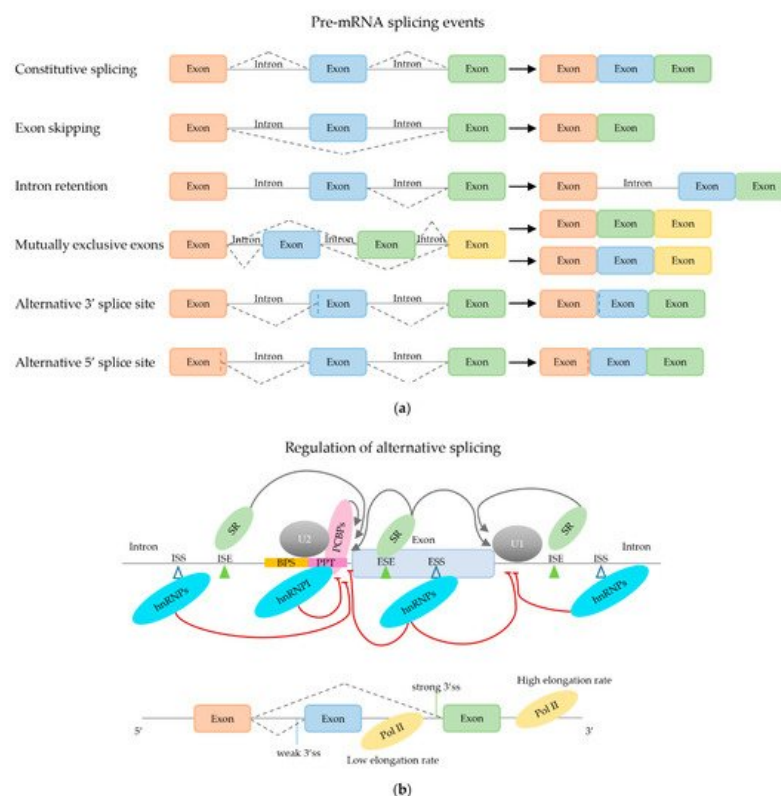 Pre-mRNA splicing events
Constitutive splicing Exon Intron Exon Intron Exon Exon Exon Exon
Exon skipping Exon Intron Exon Intron Exon Exon Exon
Intron retention Exon Intron Exon Intron Exon Exon Intron Exon Exon
Exon Exon Exon
Mutually exclusive exons Exon Intron Exon Intron Exon Intron Exon
Exon Exon Exon
Alternative 3' splice site Exon Intron Exon Intron Exon Exon Exon Exon
Alternative 5' splice site Exon Intron Exon Intron Exon Exon Exon Exon
(a)
Regulation of alternative splicing
SR PCBPs SR SR
U2 Exon U1
Intron ISS ISE BPS PPT ESE ESS ISE ISS Intron
hnRNPs hnRNPI hnRNPs hnRNPs
High elongation rate
strong 3'ss
Exon Exon Pol II Exon Pol II
5' 3'
weak 3'ss Low elongation rate
(b)